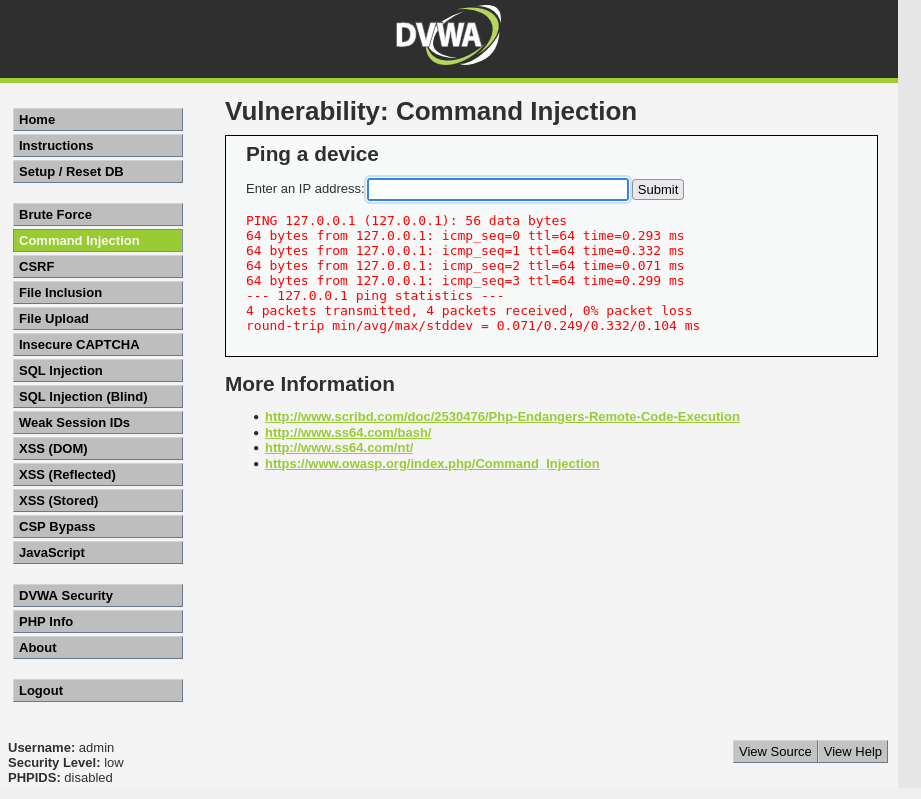 DVWA
Vulnerability: Command Injection
Home
Instructions
Setup / Reset DB
Brute Force
Command Injection
CSRF
File Inclusion
File Upload
Insecure CAPTCHA
SQL Injection
SQL Injection (Blind)
Weak Session IDs
XSS (DOM)
XSS (Reflected)
XSS (Stored)
CSP Bypass
JavaScript
DVWA Security
PHP Info
About
Logout
Ping a device
Enter an IP address: Submit
PING 127.0.0.1 (127.0.0.1): 56 data bytes
64 bytes from 127.0.0.1: icmp_seq=0 ttl=64 time=0.293 ms
64 bytes from 127.0.0.1: icmp_seq=1 ttl=64 time=0.332 ms
64 bytes from 127.0.0.1: icmp_seq=2 ttl=64 time=0.071 ms
64 bytes from 127.0.0.1: icmp_seq=3 ttl=64 time=0.299 ms
--- 127.0.0.1 ping statistics ---
4 packets transmitted, 4 packets received, 0% packet loss
round-trip min/avg/max/stddev = 0.071/0.249/0.332/0.104 ms
More Information
• http://www.scribd.com/doc/2530476/Php-Endangers-Remote-Code-Execution
• http://www.ss64.com/bash/
• http://www.ss64.com/nt/
• https://www.owasp.org/index.php/Command_Injection
Username: admin
Security Level: low
PHPIDS: disabled
View Source View Help